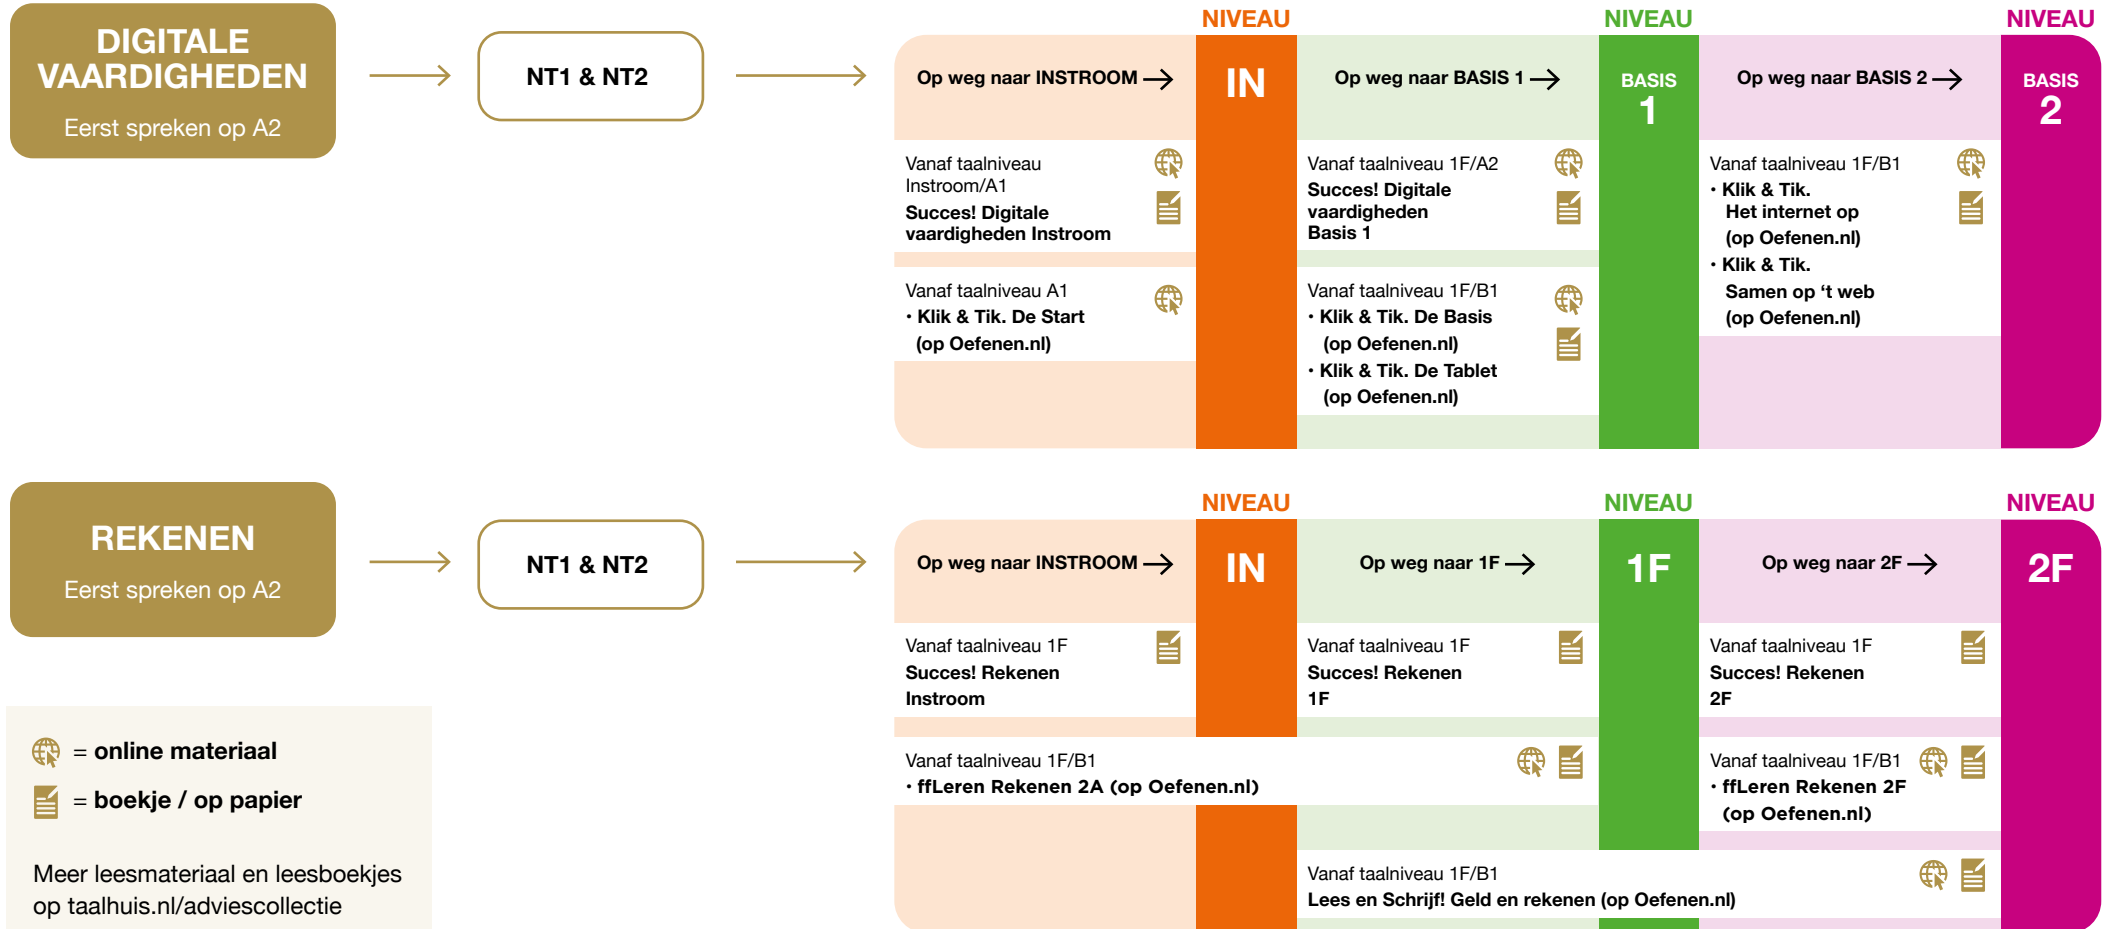 DIGITALE
VAARDIGHEDEN
Eerst spreken op A2
NT1 & NT2
NIVEAU
NIVEAU
NIVEAU
Op weg naar INSTROOM
IN
Op weg naar BASIS 1
BASIS
1
Op weg naar BASIS 2
BASIS
2
Vanaf taalniveau
Instroom/A1
Succes! Digitale
vaardigheden Instroom
Vanaf taalniveau A1
· Klik & Tik. De Start
(op Oefenen.nl)
Vanaf taalniveau 1F/A2
Succes! Digitale
vaardigheden
Basis 1
Vanaf taalniveau 1F/B1
· Klik & Tik. De Basis
(op Oefenen.nl)
· Klik & Tik. De Tablet
(op Oefenen.nl)
Vanaf taalniveau 1F/B1
· Klik & Tik.
Het internet op
(op Oefenen.nl)
· Klik & Tik.
Samen op ‘t web
(op Oefenen.nl)
REKENEN
Eerst spreken op A2
NT1 & NT2
NIVEAU
NIVEAU
NIVEAU
Op weg naar INSTROOM
IN
Op weg naar 1F
1F
Op weg naar 2F
2F
Vanaf taalniveau 1F
Succes! Rekenen
Instroom
Vanaf taalniveau 1F
Succes! Rekenen
1F
Vanaf taalniveau 1F
Succes! Rekenen
2F
Vanaf taalniveau 1F/B1
· ffLeren Rekenen 2A (op Oefenen.nl)
Vanaf taalniveau 1F/B1
· ffLeren Rekenen 2F
(op Oefenen.nl)
Vanaf taalniveau 1F/B1
Lees en Schrijf! Geld en rekenen (op Oefenen.nl)
= online materiaal
= boekje / op papier
Meer leesmateriaal en leesboekjes
op taalhuis.nl/adviescollectie